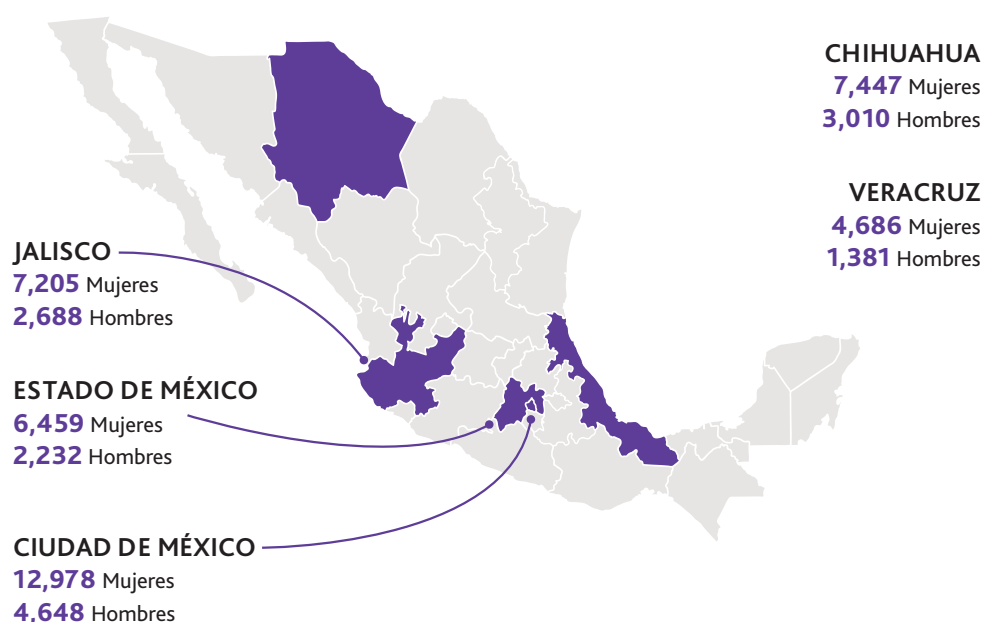 CHIHUAHUA
7,447 Mujeres
3,010 Hombres
VERACRUZ
4,686 Mujeres
1,381 Hombres
JALISCO
7,205 Mujeres
2,688 Hombres
ESTADO DE MÉXICO
6,459 Mujeres
2,232 Hombres
CIUDAD DE MÉXICO
12,978 Mujeres
4,648 Hombres